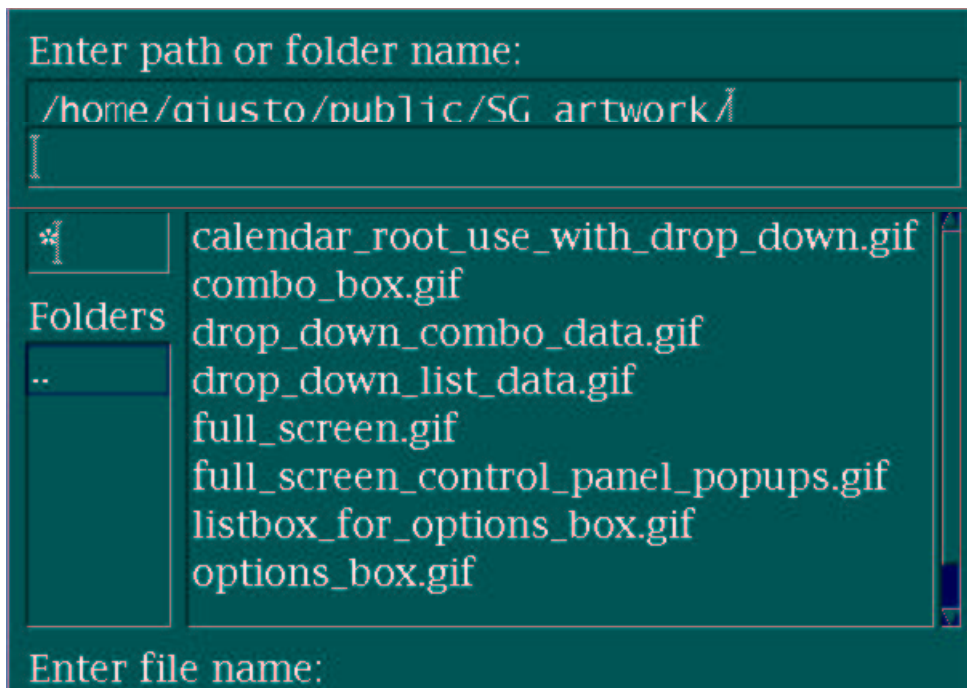 Enter path or folder name:
/home/giusto/public/SG_artwork/
* calendar_root_use_with_drop_down.gif
combo_box.gif
Folders
drop_down_combo_data.gif
.. drop_down_list_data.gif
full_screen.gif
full_screen_control_panel_popups.gif
listbox_for_options_box.gif
options_box.gif
Enter file name: